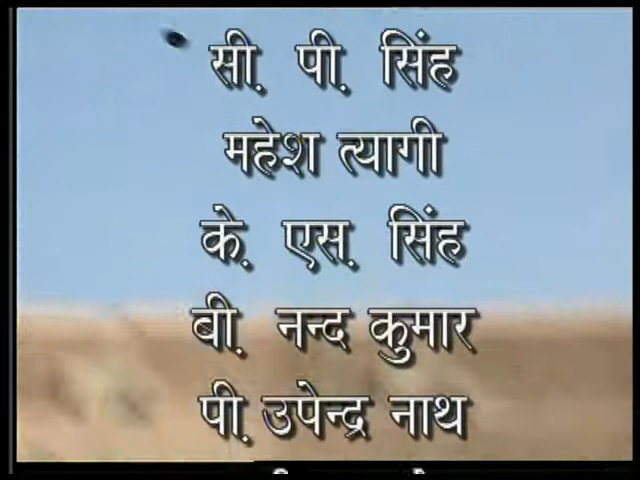 सी. पी. सिंह
महेश त्यागी
के. एस. सिंह
बी. नन्द कुमार
पी. उपेन्द्र नाथ